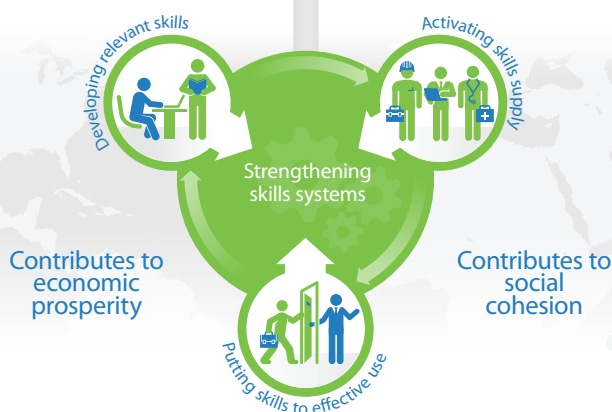 Developing relevant skills
Activating skills supply
Strengthening
skills systems
Contributes to
economic
prosperity
Contributes to
social
cohesion
Putting skills to effective use